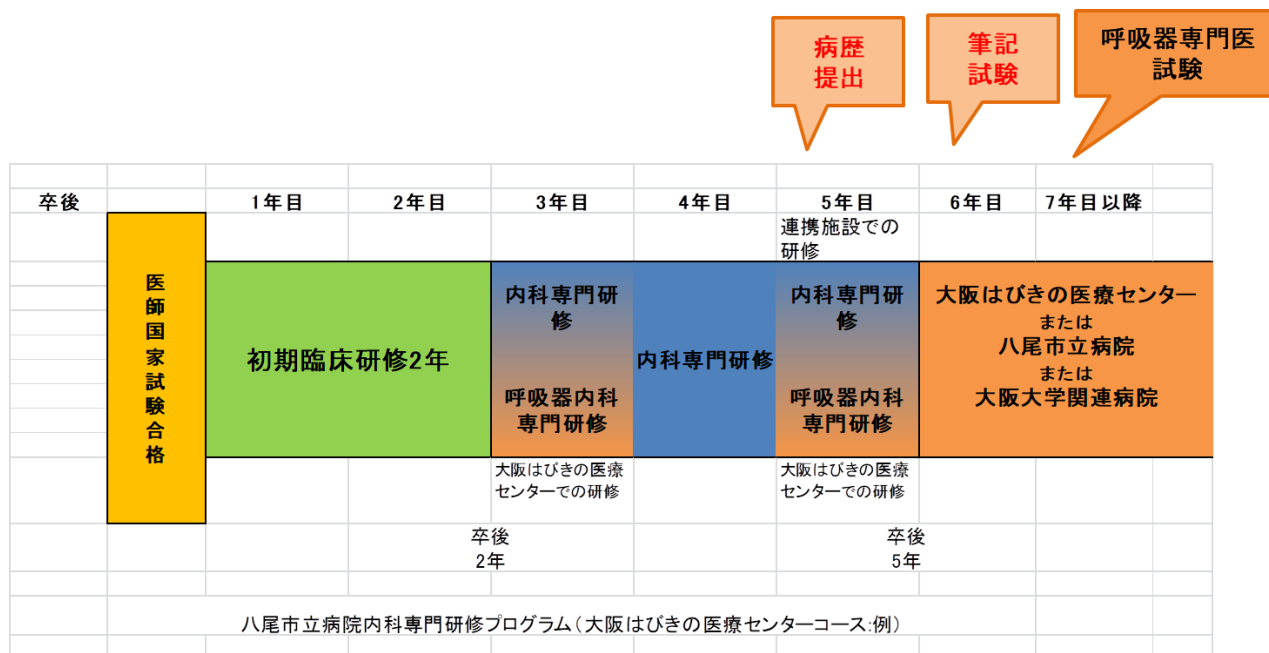 病歴
提出
筆記
試験
呼吸器専門医
試験
卒後
1年目
2年目
3年目
4年目
5年目
6年目
7年目以降
連携施設での
研修
医師国家試験合格
初期臨床研修2年
内科専門研
修
呼吸器内科
専門研修
内科専門研修
内科専門研
修
呼吸器内科
専門研修
大阪はびきの医療センター
または
八尾市立病院
または
大阪大学関連病院
大阪はびきの医療
センターでの研修
大阪はびきの医療
センターでの研修
卒後
2年
卒後
5年
八尾市立病院内科専門研修プログラム(大阪はびきの医療センターコース:例)